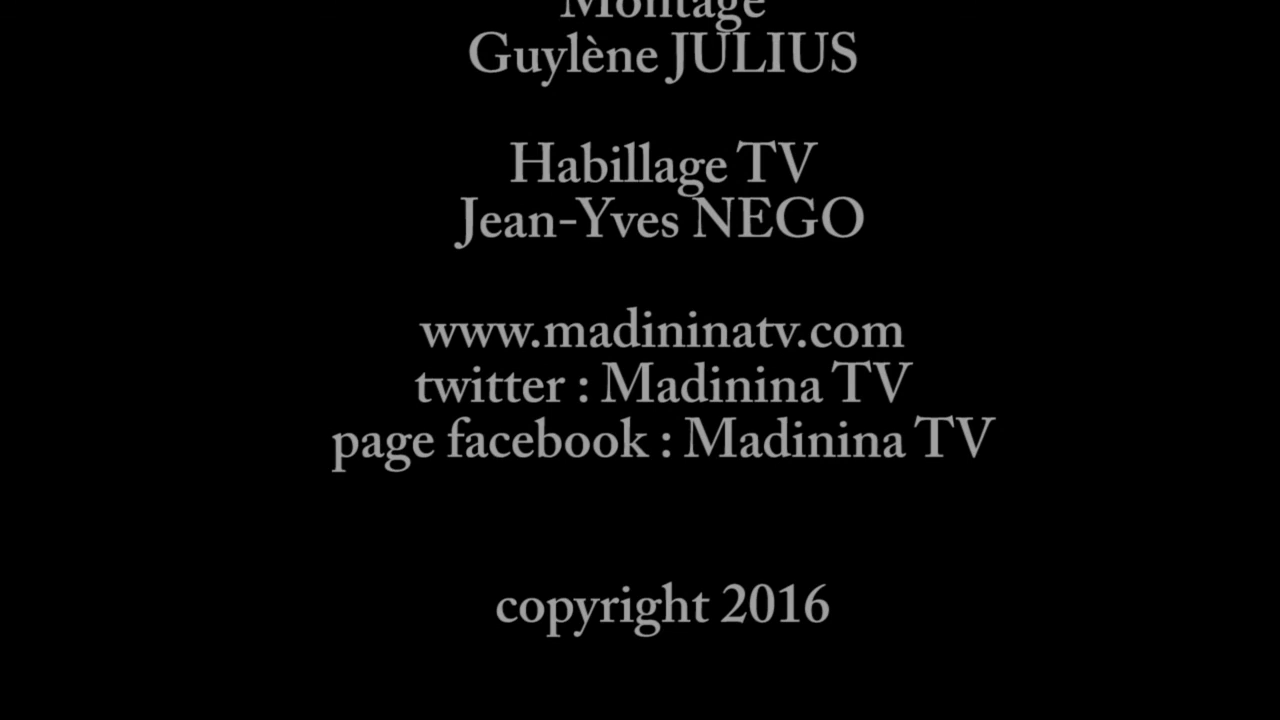 Montage
Guylène JULIUS
Habillage TV
Jean-Yves NEGO
www.madininatv.com
twitter : Madinina TV
page facebook : Madinina TV
copyright 2016